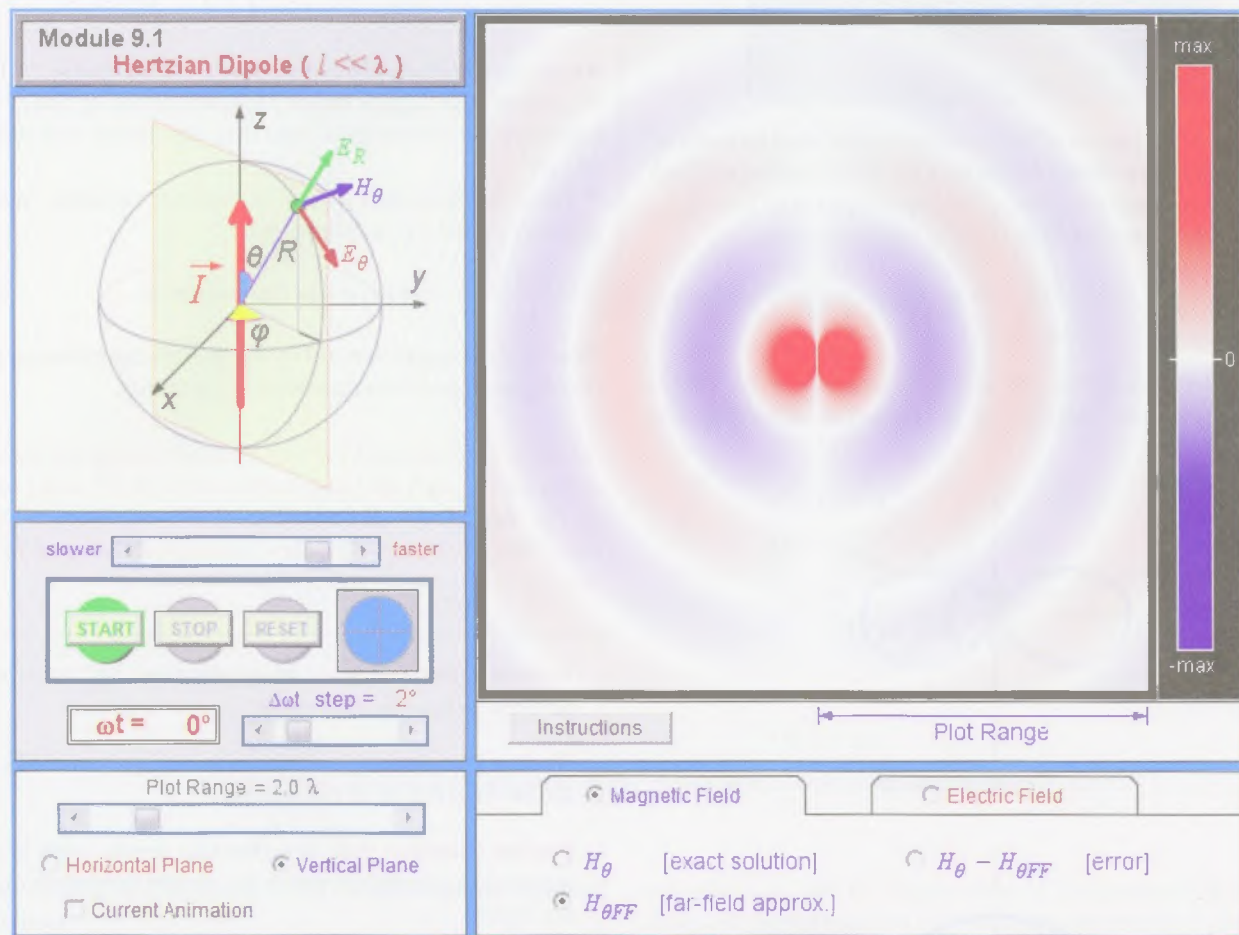 Module 9.1
Hertzian Dipole ( l << λ )
z
E_R
H_θ
θ
R
E_θ
I
y
φ
x
slower
faster
START
STOP
RESET
Δωt step = 2°
ωt = 0°
Plot Range = 2.0 λ
Horizontal Plane
Vertical Plane
Current Animation
max
0
-max
Instructions
Plot Range
Magnetic Field
Electric Field
H_θ [exact solution]
H_θ − H_θFF [error]
H_θFF [far-field approx.]